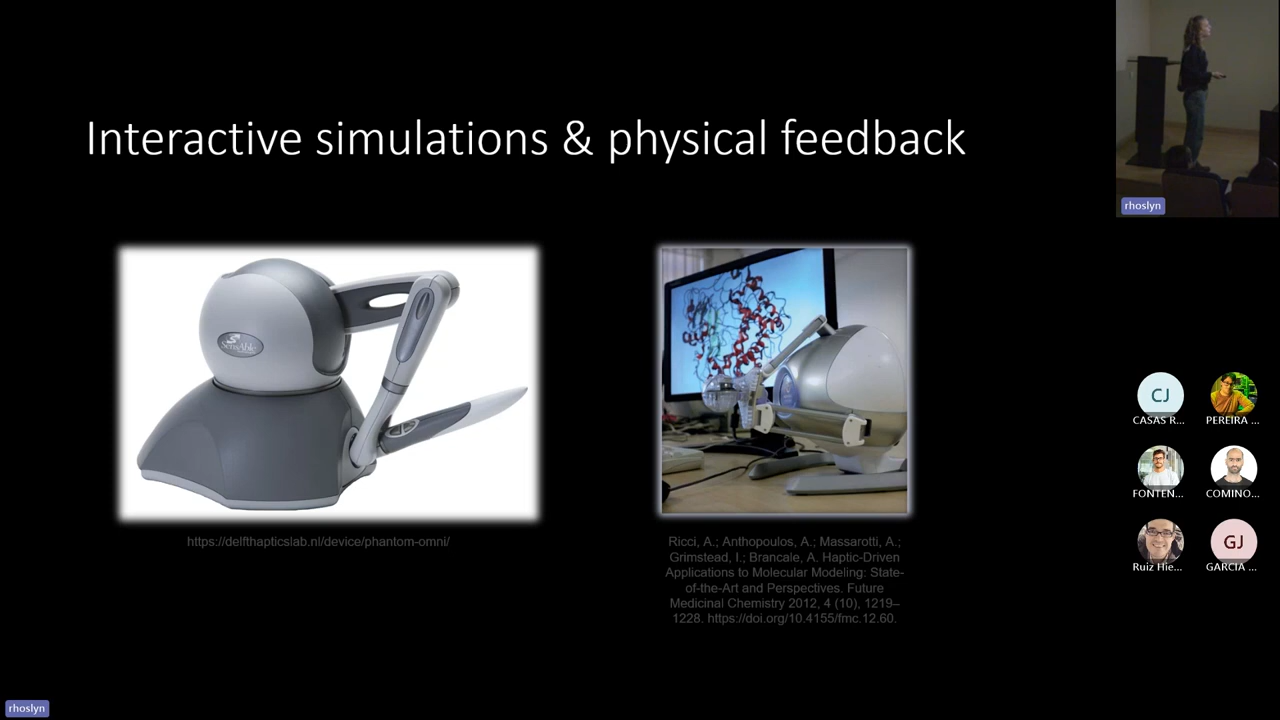 Interactive simulations & physical feedback
rhoslyn
SensAble
https://delfthapticslab.nl/device/phantom-omni/
Ricci, A.; Anthopoulos, A.; Massarotti, A.;
Grimstead, I.; Brancale, A. Haptic-Driven
Applications to Molecular Modeling: State-
of-the-Art and Perspectives. Future
Medicinal Chemistry 2012, 4 (10), 1219–
1228. https://doi.org/10.4155/fmc.12.60.
CJ
CASAS R...
PEREIRA ...
FONTEN...
COMINO...
Ruiz Hie...
GJ
GARCIA ...
rhoslyn